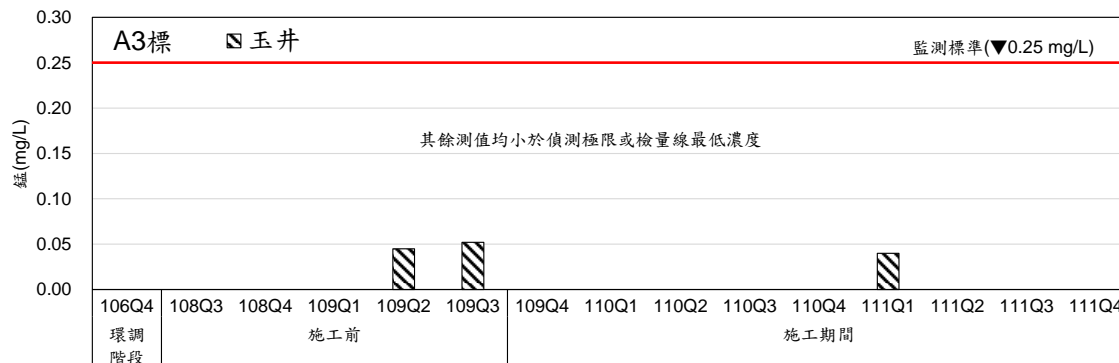 A3標 玉井
監測標準(▼0.25 mg/L)
其餘測值均小於偵測極限或檢量線最低濃度
錳(mg/L)
0.30
0.25
0.20
0.15
0.10
0.05
0.00
106Q4 108Q3 108Q4 109Q1 109Q2 109Q3 109Q4 110Q1 110Q2 110Q3 110Q4 111Q1 111Q2 111Q3 111Q4
環調 施工前 施工期間
階段